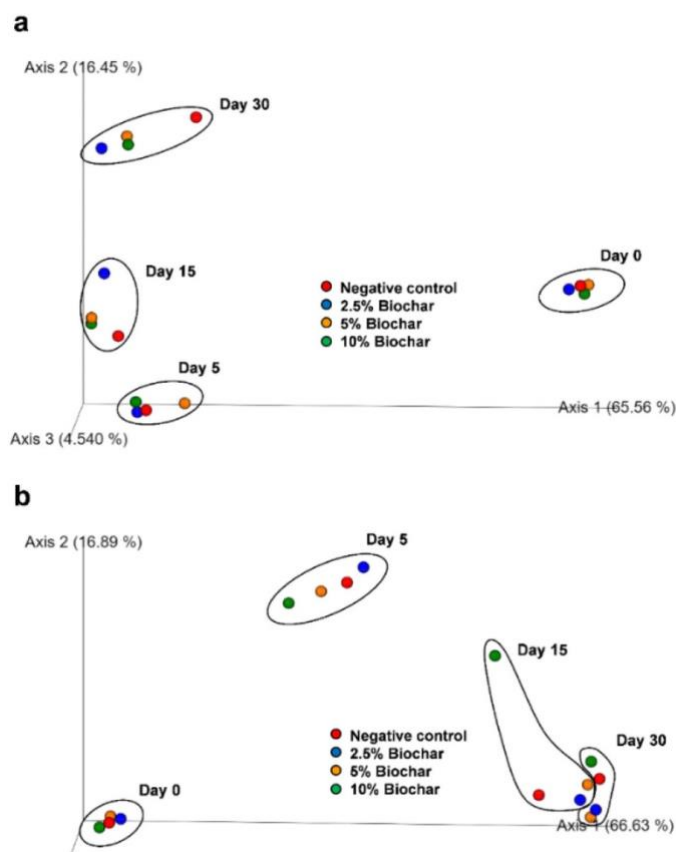 a
Axis 2 (16.45 %)
Day 30
Day 15
Day 0
Negative control
2.5% Biochar
5% Biochar
10% Biochar
Day 5
Axis 1 (65.56 %)
Axis 3 (4.540 %)
b
Axis 2 (16.89 %)
Day 5
Day 15
Negative control
2.5% Biochar
5% Biochar
10% Biochar
Day 30
Day 0
Axis 1 (66.63 %)